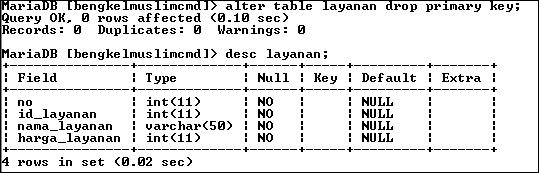 MariaDB [bengkelmuslimcmd]> alter table layanan drop primary key;
Query OK, 0 rows affected (0.10 sec)
Records: 0  Duplicates: 0  Warnings: 0
MariaDB [bengkelmuslimcmd]> desc layanan;
+---------------+-------------+------+-----+---------+-------+
| Field         | Type        | Null | Key | Default | Extra |
+---------------+-------------+------+-----+---------+-------+
| no            | int(11)     | NO   |     | NULL    |       |
| id_layanan    | int(11)     | NO   |     | NULL    |       |
| nama_layanan  | varchar(50) | NO   |     | NULL    |       |
| harga_layanan | int(11)     | NO   |     | NULL    |       |
+---------------+-------------+------+-----+---------+-------+
4 rows in set (0.02 sec)